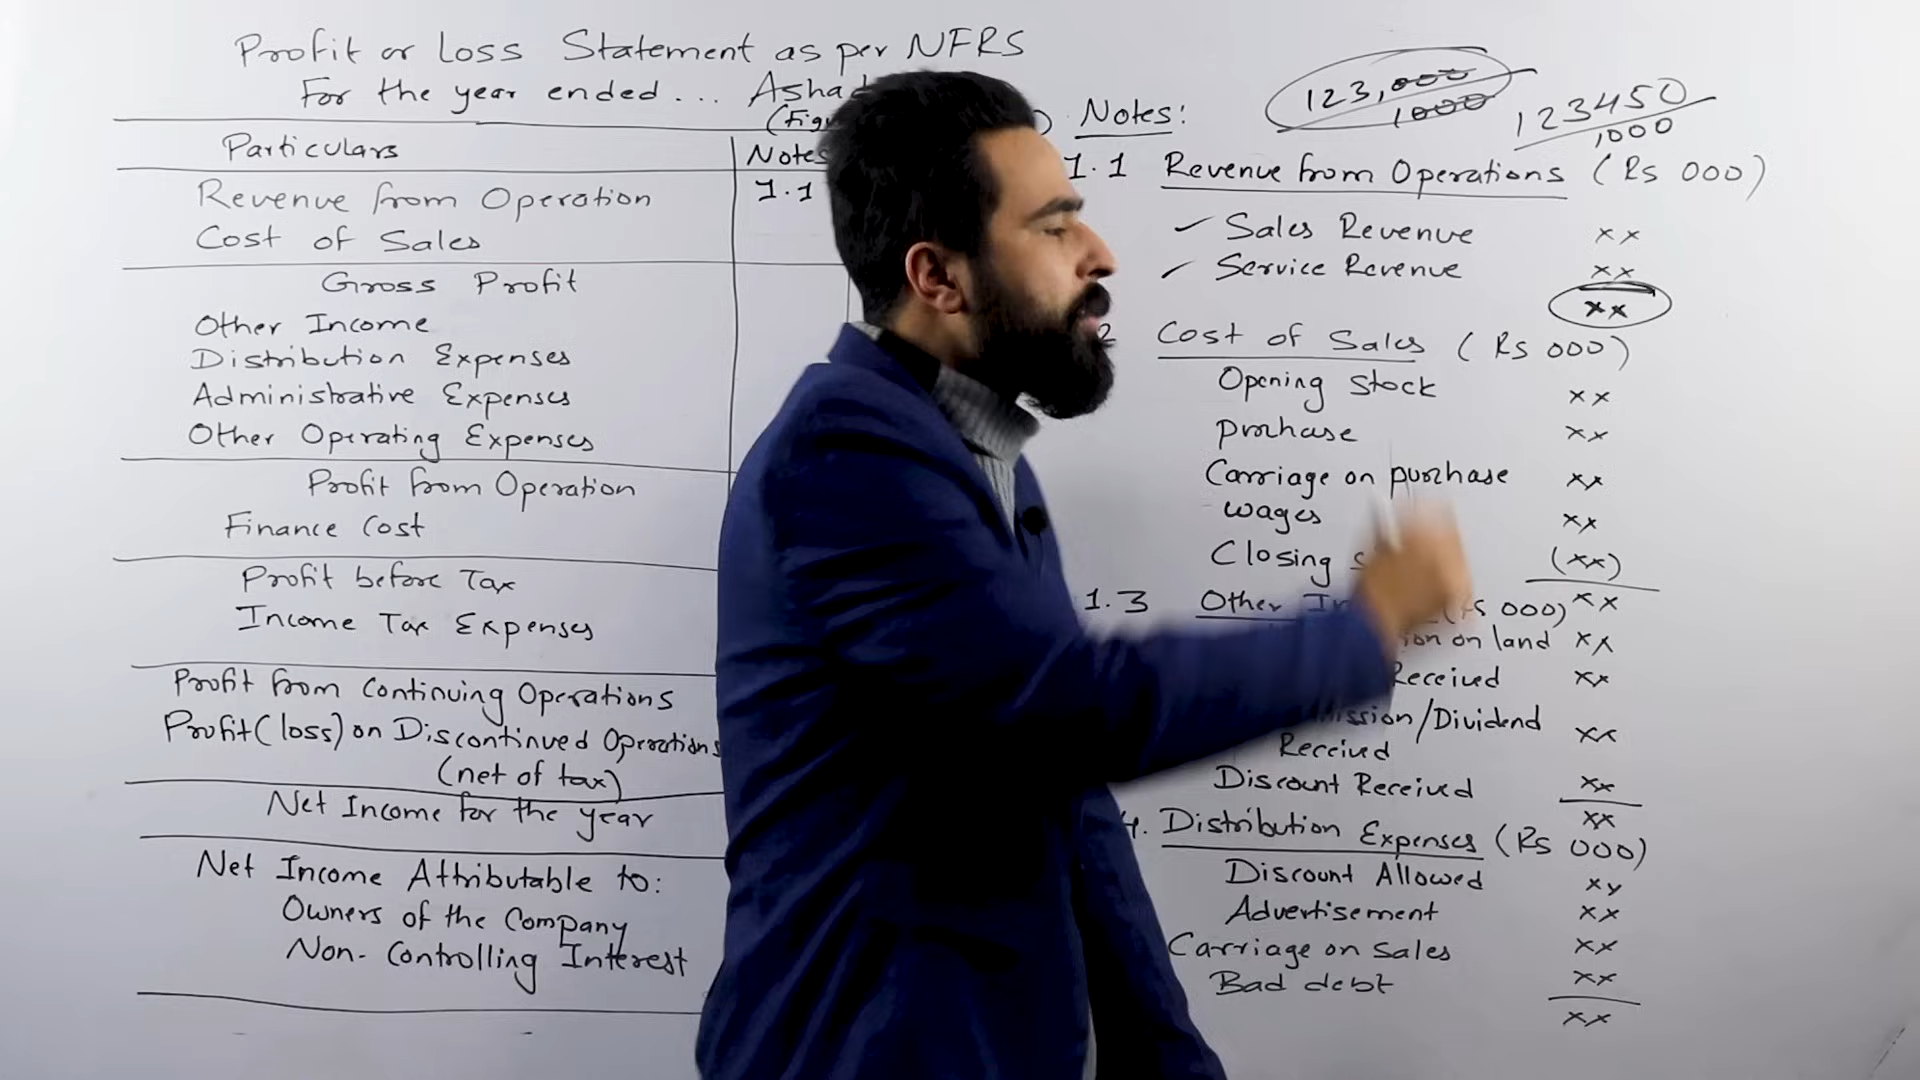 Profit or Loss Statement as per NFRS
For the year ended...
Particulars
Notes
Revenue from Operation
1.1
Cost of Sales
Gross Profit
Other Income
Distribution Expenses
Administrative Expenses
Other Operating Expenses
Profit from Operation
Finance Cost
Profit before Tax
Income Tax Expenses
Profit from Continuing Operations
Profit (loss) on Discontinued Operations
(net of tax)
Net Income for the year
Net Income Attributable to:
Owners of the Company
Non-Controlling Interest
123,000
1000
123450
1000
Notes:
1.1 Revenue from Operations (Rs 000)
✓ Sales Revenue xx
✓ Service Revenue xx
xx
Cost of Sales (Rs 000)
Opening Stock xx
purchase xx
Carriage on purchase xx
wages xx
Closing (xx)
xx
1.3 Other 000)
on land xx
Received xx
/Dividend
Received xx
Discount Received xx
xx
4. Distribution Expenses (Rs 000)
Discount Allowed xx
Advertisement xx
Carriage on Sales xx
Bad debt xx
xx